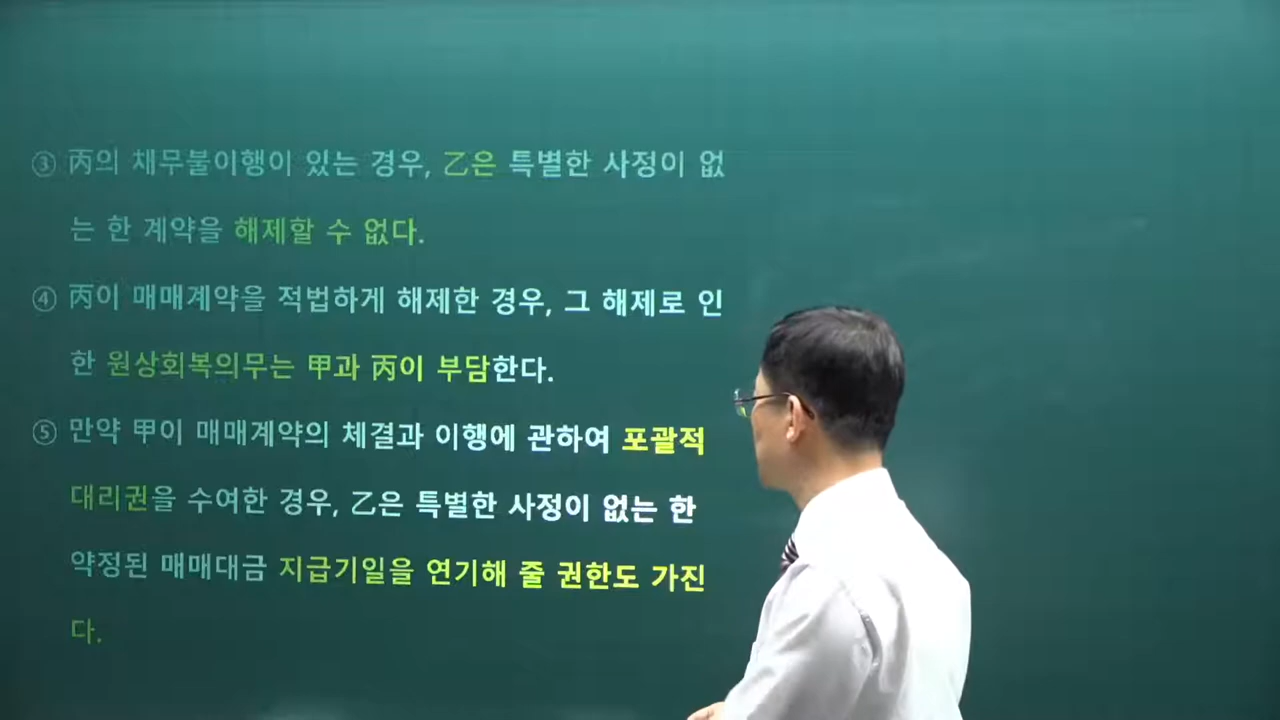 ③ 丙의 채무불이행이 있는 경우, 乙은 특별한 사정이 없
는 한 계약을 해제할 수 없다.
④ 丙이 매매계약을 적법하게 해제한 경우, 그 해제로 인
한 원상회복의무는 甲과 丙이 부담한다.
⑤ 만약 甲이 매매계약의 체결과 이행에 관하여 포괄적
대리권을 수여한 경우, 乙은 특별한 사정이 없는 한
약정된 매매대금 지급기일을 연기해 줄 권한도 가진
다.